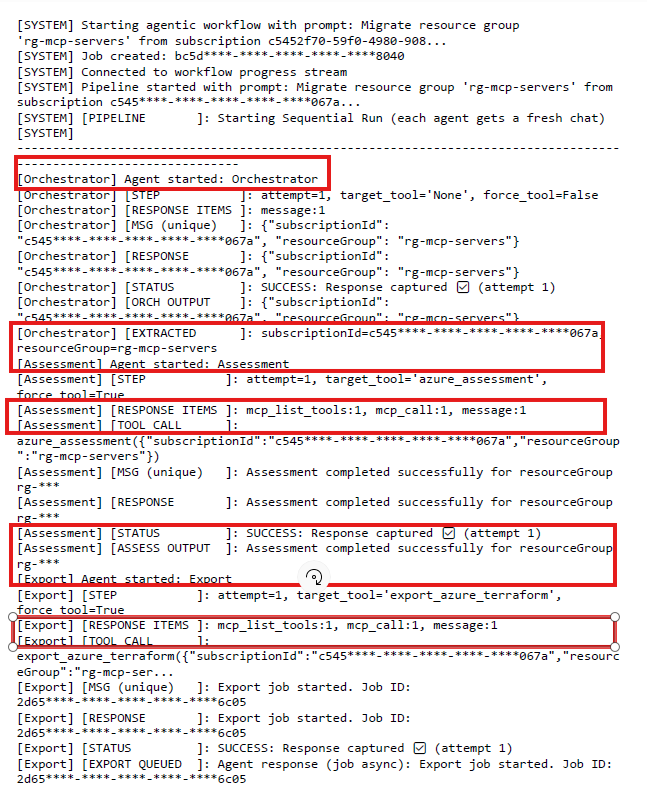 [SYSTEM] Starting agentic workflow with prompt: Migrate resource group
'rg-mcp-servers' from subscription c5452f70-59f0-4980-908...
[SYSTEM] Job created: bc5d****-****-****-****-****8040
[SYSTEM] Connected to workflow progress stream
[SYSTEM] Pipeline started with prompt: Migrate resource group 'rg-mcp-servers' from
subscription c545****-****-****-****-****067a...
[SYSTEM] [PIPELINE       ]: Starting Sequential Run (each agent gets a fresh chat)
[SYSTEM]
--------------------------------------------------------------------------------
-----------------------------
[Orchestrator] Agent started: Orchestrator
[Orchestrator] [STEP           ]: attempt=1, target_tool='None', force_tool=False
[Orchestrator] [RESPONSE ITEMS ]: message:1
[Orchestrator] [MSG (unique)   ]: {"subscriptionId":
"c545****-****-****-****-****067a", "resourceGroup": "rg-mcp-servers"}
[Orchestrator] [RESPONSE       ]: {"subscriptionId":
"c545****-****-****-****-****067a", "resourceGroup": "rg-mcp-servers"}
[Orchestrator] [STATUS         ]: SUCCESS: Response captured ☑ (attempt 1)
[Orchestrator] [ORCH OUTPUT    ]: {"subscriptionId":
"c545****-****-****-****-****067a", "resourceGroup": "rg-mcp-servers"}
[Orchestrator] [EXTRACTED      ]: subscriptionId=c545****-****-****-****-****067a,
resourceGroup=rg-mcp-servers
[Assessment] Agent started: Assessment
[Assessment] [STEP           ]: attempt=1, target_tool='azure_assessment',
force_tool=True
[Assessment] [RESPONSE ITEMS ]: mcp_list_tools:1, mcp_call:1, message:1
[Assessment] [TOOL CALL      ]:
azure_assessment({"subscriptionId":"c545****-****-****-****-****067a","resourceGroup
":"rg-mcp-servers"})
[Assessment] [MSG (unique)   ]: Assessment completed successfully for resourceGroup
rg-***
[Assessment] [RESPONSE       ]: Assessment completed successfully for resourceGroup
rg-***
[Assessment] [STATUS         ]: SUCCESS: Response captured ☑ (attempt 1)
[Assessment] [ASSESS OUTPUT  ]: Assessment completed successfully for resourceGroup
rg-***
[Export] Agent started: Export
[Export] [STEP           ]: attempt=1, target_tool='export_azure_terraform',
force_tool=True
[Export] [RESPONSE ITEMS ]: mcp_list_tools:1, mcp_call:1, message:1
[Export] [TOOL CALL      ]:
export_azure_terraform({"subscriptionId":"c545****-****-****-****-****067a","resourc
eGroup":"rg-mcp-ser...
[Export] [MSG (unique)   ]: Export job started. Job ID:
2d65****-****-****-****-****6c05
[Export] [RESPONSE       ]: Export job started. Job ID:
2d65****-****-****-****-****6c05
[Export] [STATUS         ]: SUCCESS: Response captured ☑ (attempt 1)
[Export] [EXPORT QUEUED  ]: Agent response (job async): Export job started. Job ID:
2d65****-****-****-****-****6c05